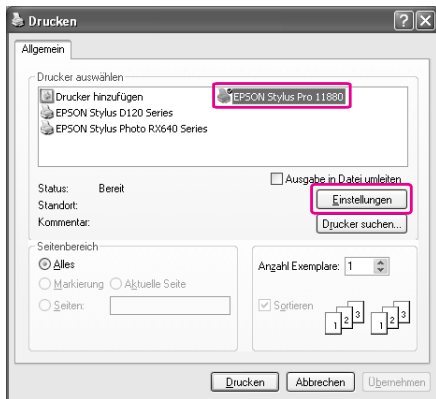 Drucken
Allgemein
Drucker auswählen
Drucker hinzufügen
EPSON Stylus Pro 11880
EPSON Stylus D120 Series
EPSON Stylus Photo RX640 Series
Status: Bereit
Ausgabe in Datei umleiten
Standort:
Einstellungen
Kommentar:
Drucker suchen...
Seitenbereich
Alles
Anzahl Exemplare: 1
Markierung Aktuelle Seite
Seiten:
Sortieren
1 2 3 1 2 3
Drucken Abbrechen Übernehmen